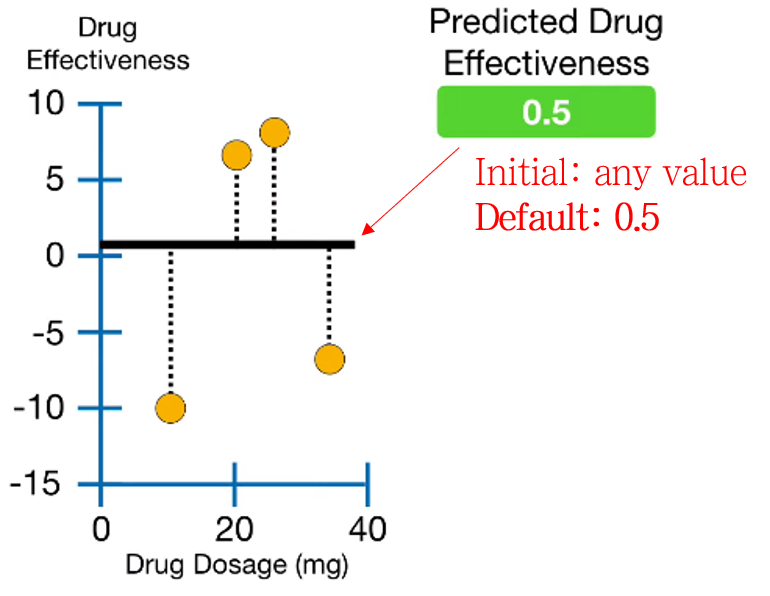 Drug
Effectiveness
10
5
0
-5
-10
-15
0
20
40
Drug Dosage (mg)
Predicted Drug
Effectiveness
0.5
Initial: any value
Default: 0.5